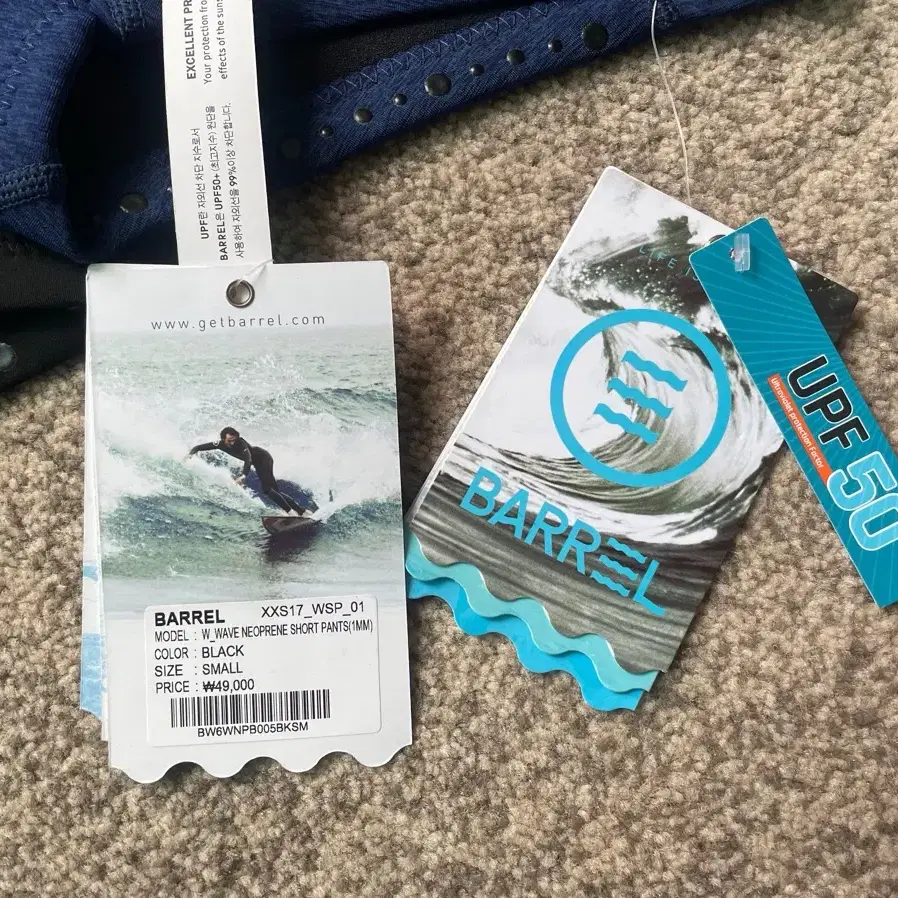 EXCELLENT PR
Your protection from
effects of the suns
UPF란 자외선 차단 지수로서
BARREL은 UPF50+ (최고지수) 원단을
사용하여 자외선을 99%이상 차단합니다.
www.getbarrel.com
BARREL XXS17_WSP_01
MODEL : W_WAVE NEOPRENE SHORT PANTS(1MM)
COLOR : BLACK
SIZE : SMALL
PRICE : ₩49,000
BW6WNPB005BKSM
LIFE
BARREL
UPF 50
Ultraviolet protection Factor